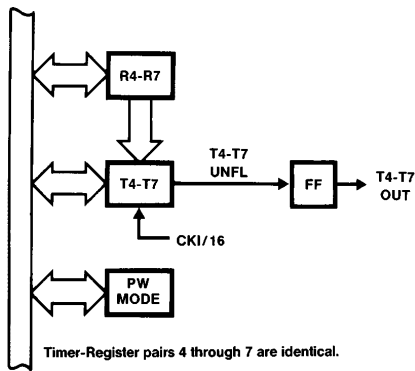 R4-R7
T4-T7
UNFL
T4-T7
FF
T4-T7
OUT
CKI/16
PW
MODE
Timer-Register pairs 4 through 7 are identical.